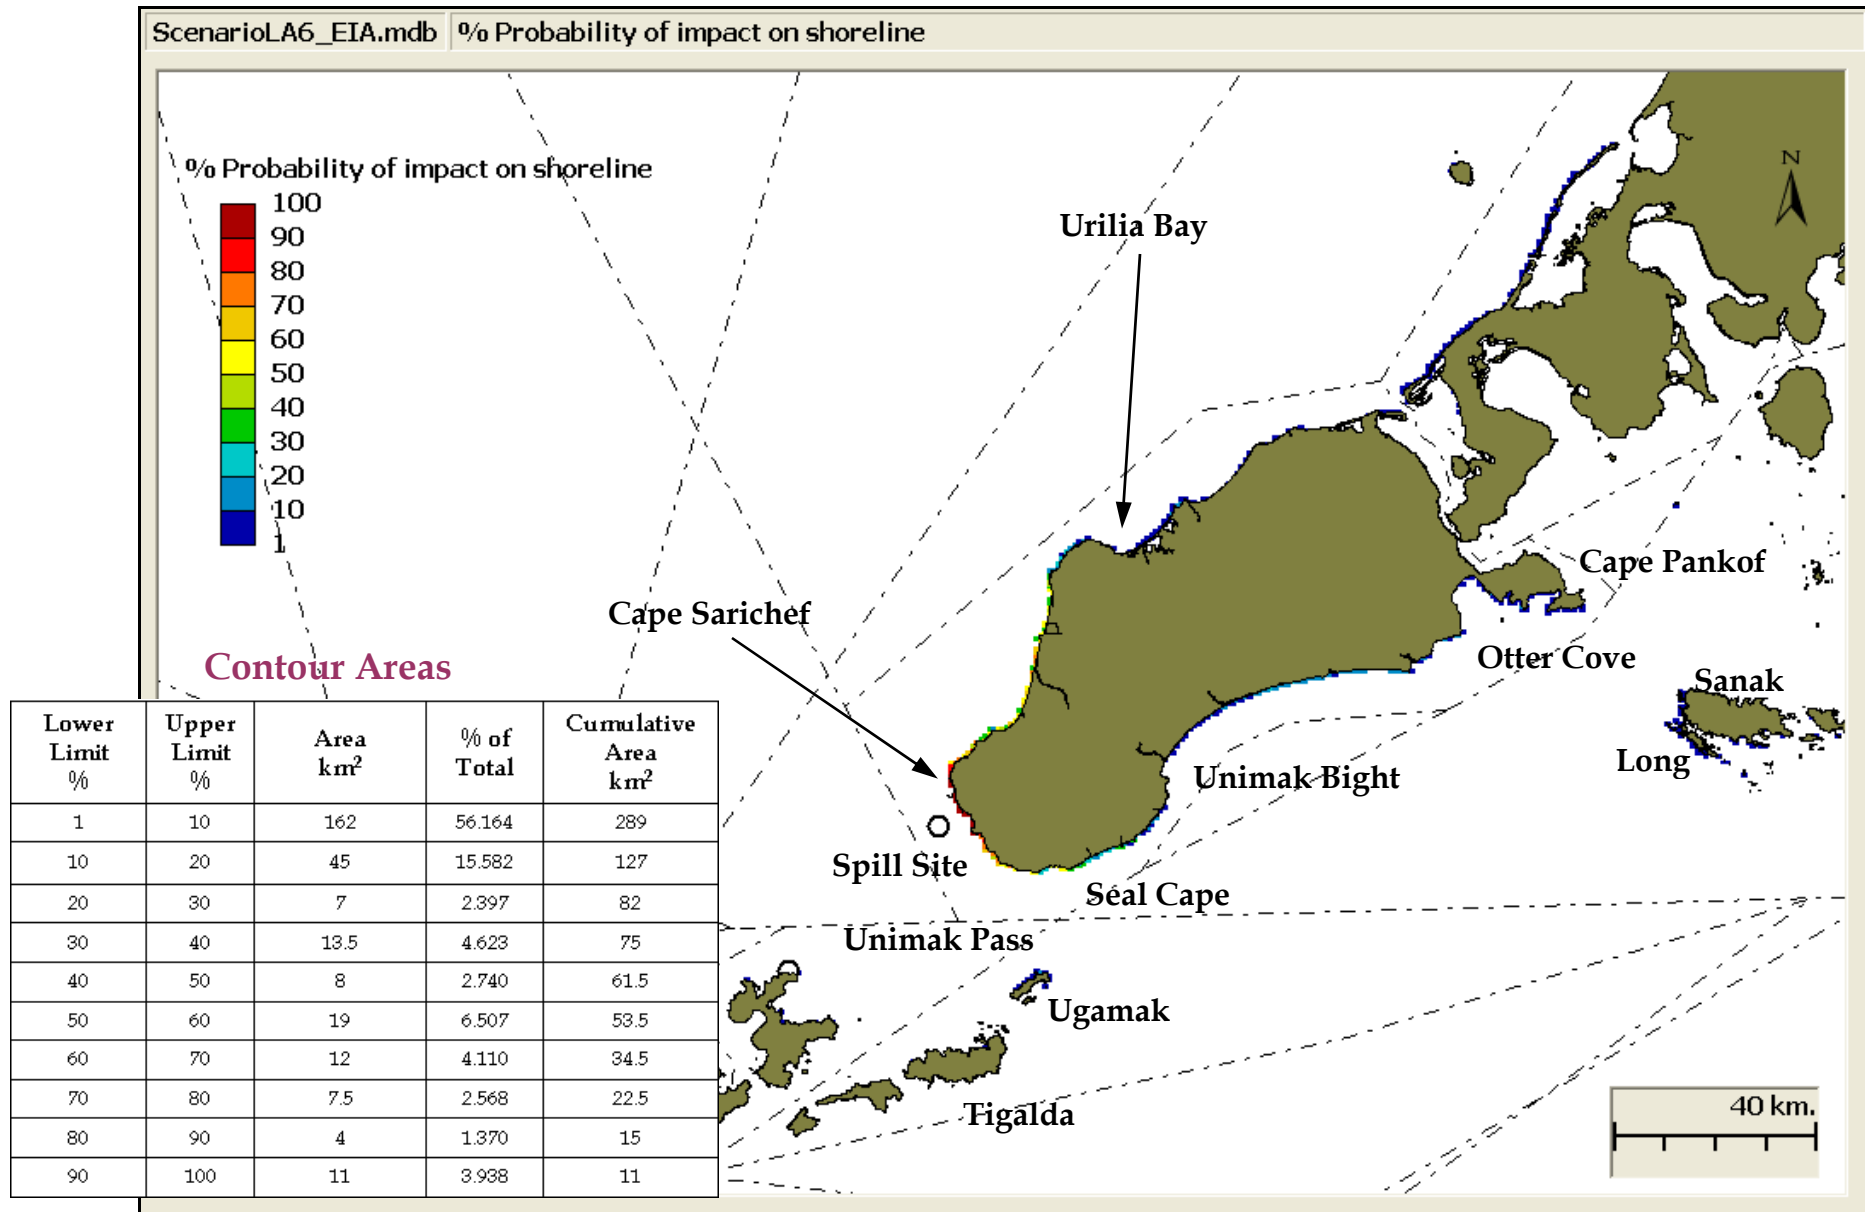 ScenarioLA6_EIA.mdb % Probability of impact on shoreline
% Probability of impact on shoreline
100
90
80
70
60
50
40
30
20
10
1
N
Urilia Bay
Cape Sarichef
Cape Pankof
Otter Cove
Sanak
Long
Unimak Bight
Spill Site
Seal Cape
Unimak Pass
Ugamak
Tigalda
40 km.
Contour Areas
Lower Limit % Upper Limit % Area km² % of Total Cumulative Area km²
1 10 162 56.164 289
10 20 45 15.582 127
20 30 7 2.397 82
30 40 13.5 4.623 75
40 50 8 2.740 61.5
50 60 19 6.507 53.5
60 70 12 4.110 34.5
70 80 7.5 2.568 22.5
80 90 4 1.370 15
90 100 11 3.938 11